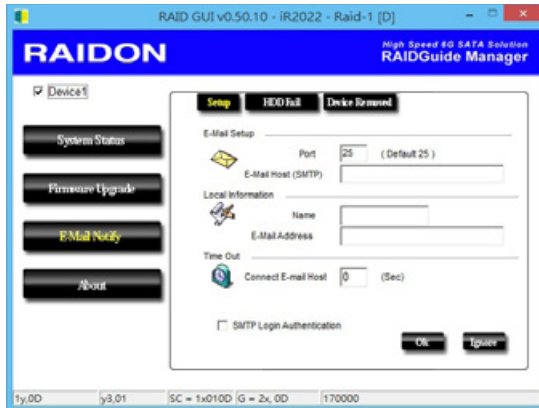 RAID GUI v0.50.10 - iR2022 - Raid-1 [D]
RAIDON
High Speed 6G SATA Solution
RAIDGuide Manager
Device1
System Status
Firmware Upgrade
E-Mail Notify
About
Setup HDD Fail Device Removed
E-Mail Setup
Port 25 ( Default 25 )
E-Mail Host (SMTP)
Local Information
Name
E-Mail Address
Time Out
Connect E-mail Host 0 (Sec)
SMTP Login Authentication
Ok Ignore
1y,0D y3,01 SC = 1x010D G = 2x, 0D 170000